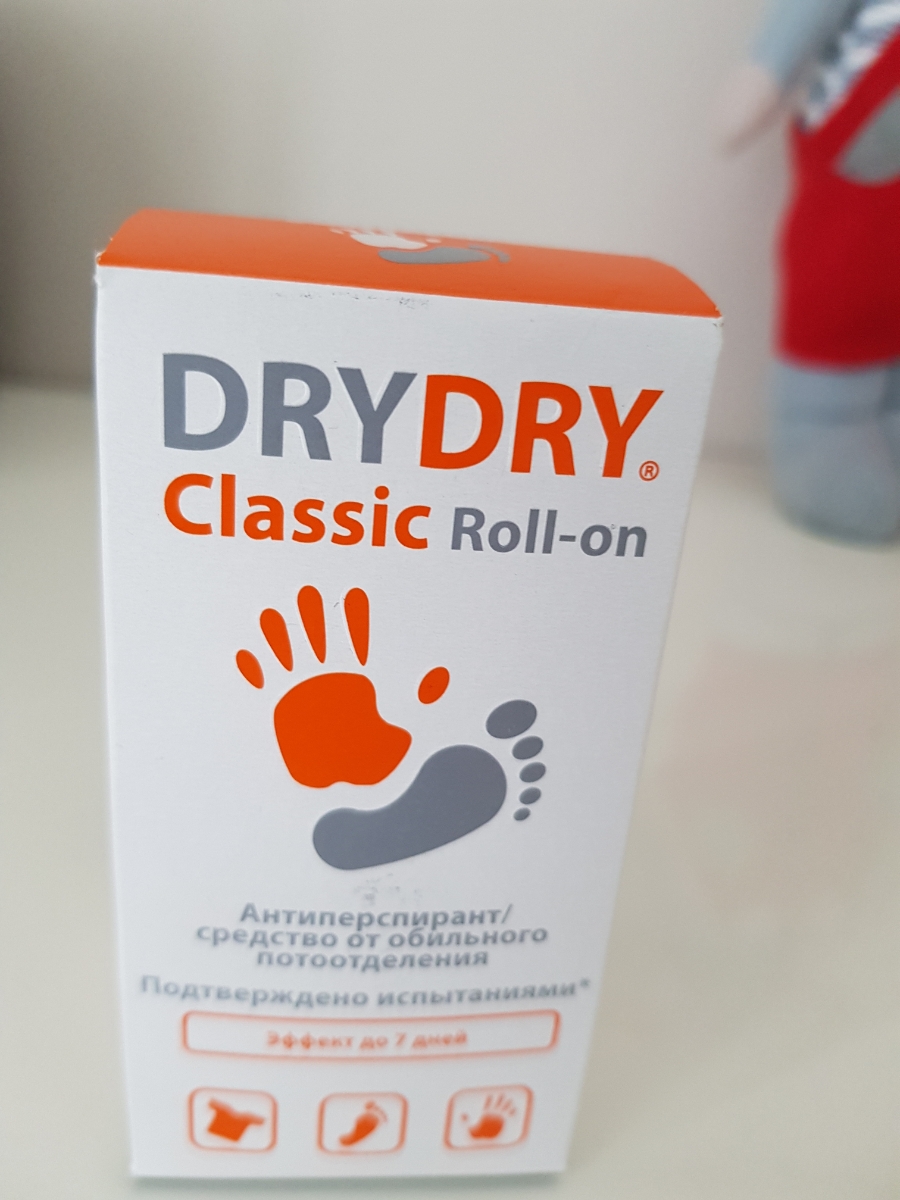 DRYDRY®
Classic Roll-on
Антиперспирант/
средство от обильного
потоотделения
Подтверждено испытаниями*
Эффект до 7 дней